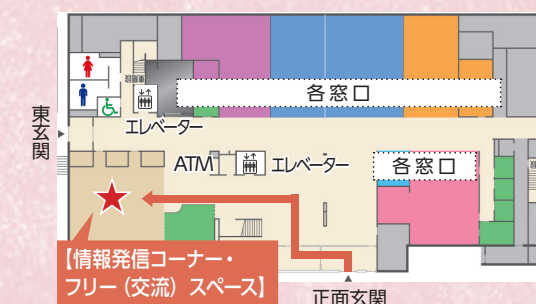 各窓口
東玄関
エレベーター
ATM
エレベーター
各窓口
【情報発信コーナー・
フリー（交流）スペース】
正面玄関